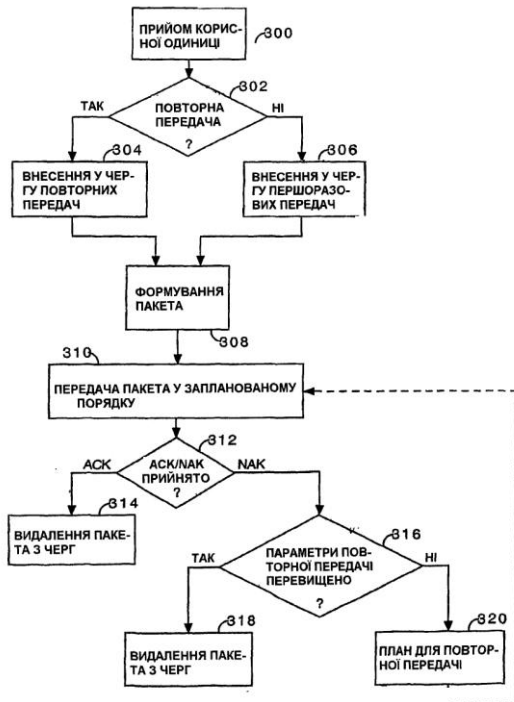 ПРИЙОМ КОРИС-
НОЇ ОДИНИЦІ
300
302
ПОВТОРНА
ПЕРЕДАЧА
?
ТАК
НІ
304
ВНЕСЕННЯ У ЧЕР-
ГУ ПОВТОРНИХ
ПЕРЕДАЧ
306
ВНЕСЕННЯ У ЧЕР-
ГУ ПЕРШОРАЗО-
ВИХ ПЕРЕДАЧ
ФОРМУВАННЯ
ПАКЕТА
308
310
ПЕРЕДАЧА ПАКЕТА У ЗАПЛАНОВАНОМУ
ПОРЯДКУ
312
ACK
ACK/NAK
ПРИЙНЯТО
?
NAK
314
ВИДАЛЕННЯ ПАКЕ-
ТА З ЧЕРГ
316
ТАК
ПАРАМЕТРИ ПОВ-
ТОРНОЇ ПЕРЕДАЧІ
ПЕРЕВИЩЕНО
?
НІ
318
ВИДАЛЕННЯ ПАКЕ-
ТА З ЧЕРГ
320
ПЛАН ДЛЯ ПОВТОР-
НОЇ ПЕРЕДАЧІ